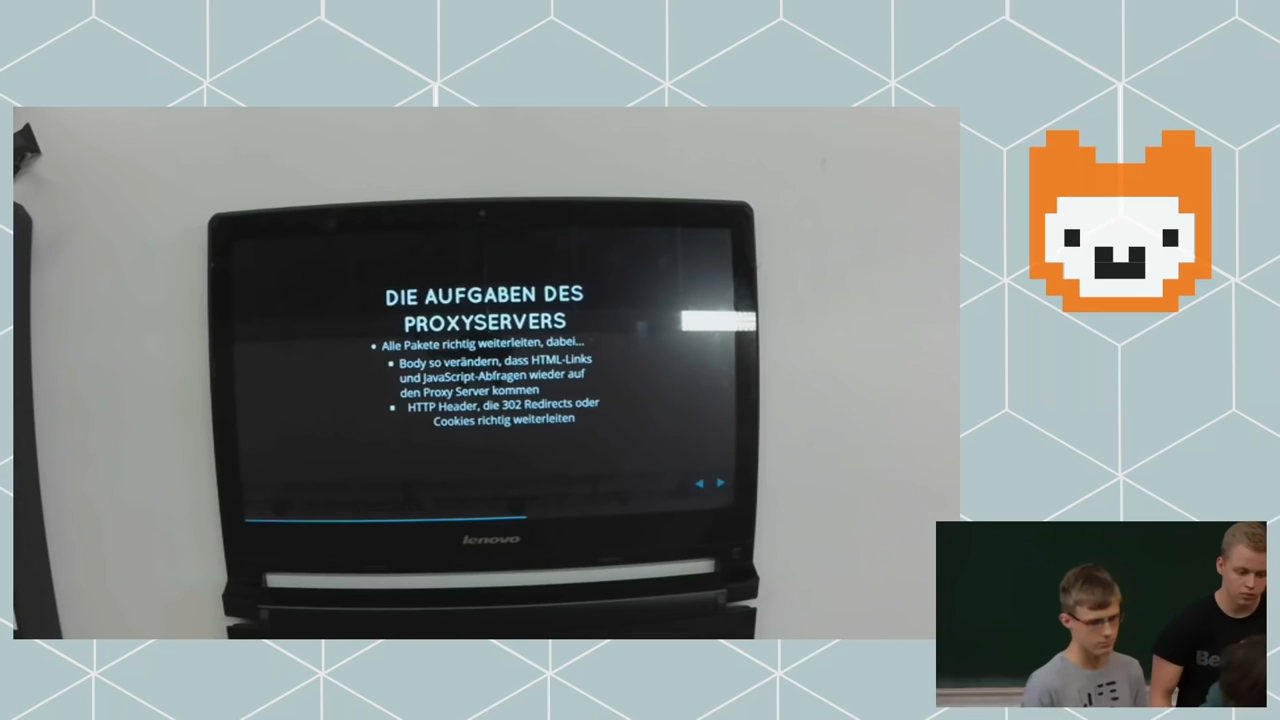 DIE AUFGABEN DES
PROXYSERVERS
• Alle Pakete richtig weiterleiten, dabei...
▪ Body so verändern, dass HTML-Links
und JavaScript-Abfragen wieder auf
den Proxy Server kommen
▪ HTTP Header, die 302 Redirects oder
Cookies richtig weiterleiten
lenovo
Be